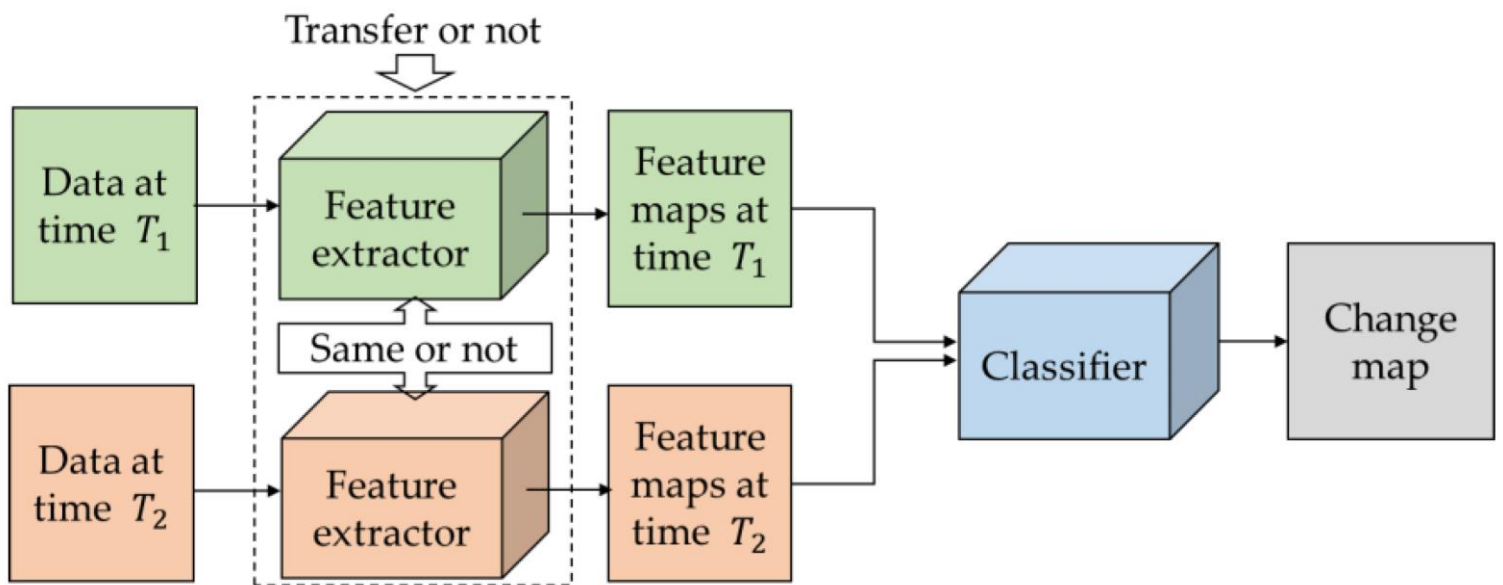 Transfer or not
Data at
time T₁
Feature
extractor
Feature
maps at
time T₁
Same or not
Classifier
Change
map
Data at
time T₂
Feature
extractor
Feature
maps at
time T₂